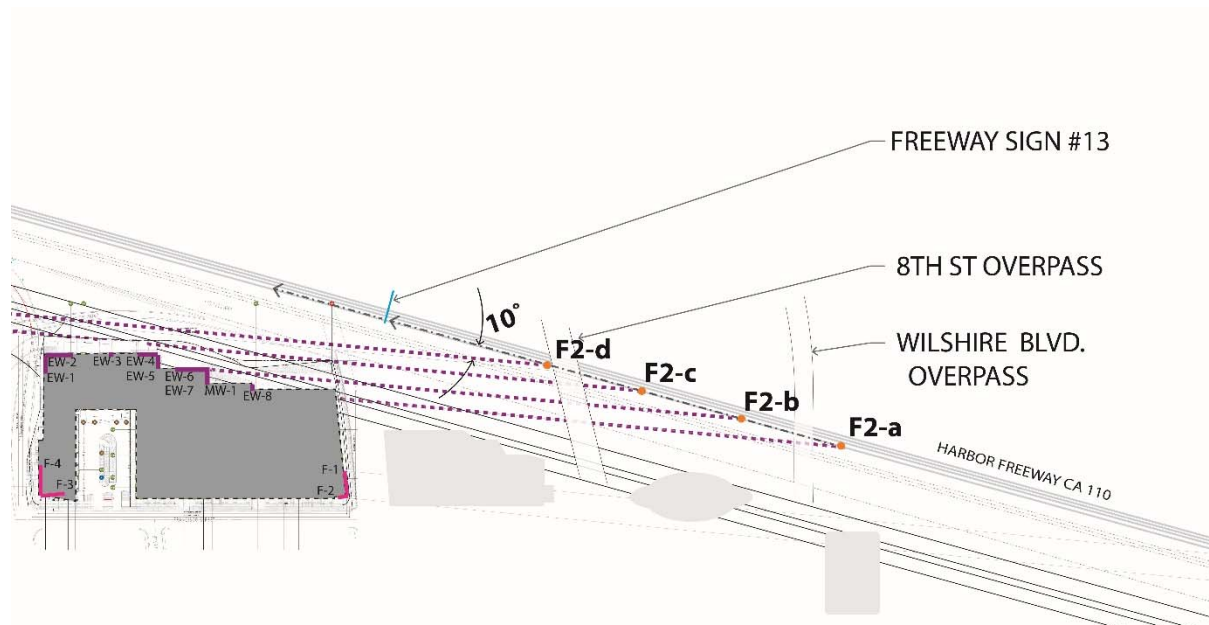 FREEWAY SIGN #13
8TH ST OVERPASS
WILSHIRE BLVD.
OVERPASS
10°
F2-d
F2-c
F2-b
F2-a
HARBOR FREEWAY CA 110
EW-2
EW-3
EW-4
EW-1
EW-5
EW-6
EW-7
MW-1
EW-8
F-4
F-3
F-1
F-2